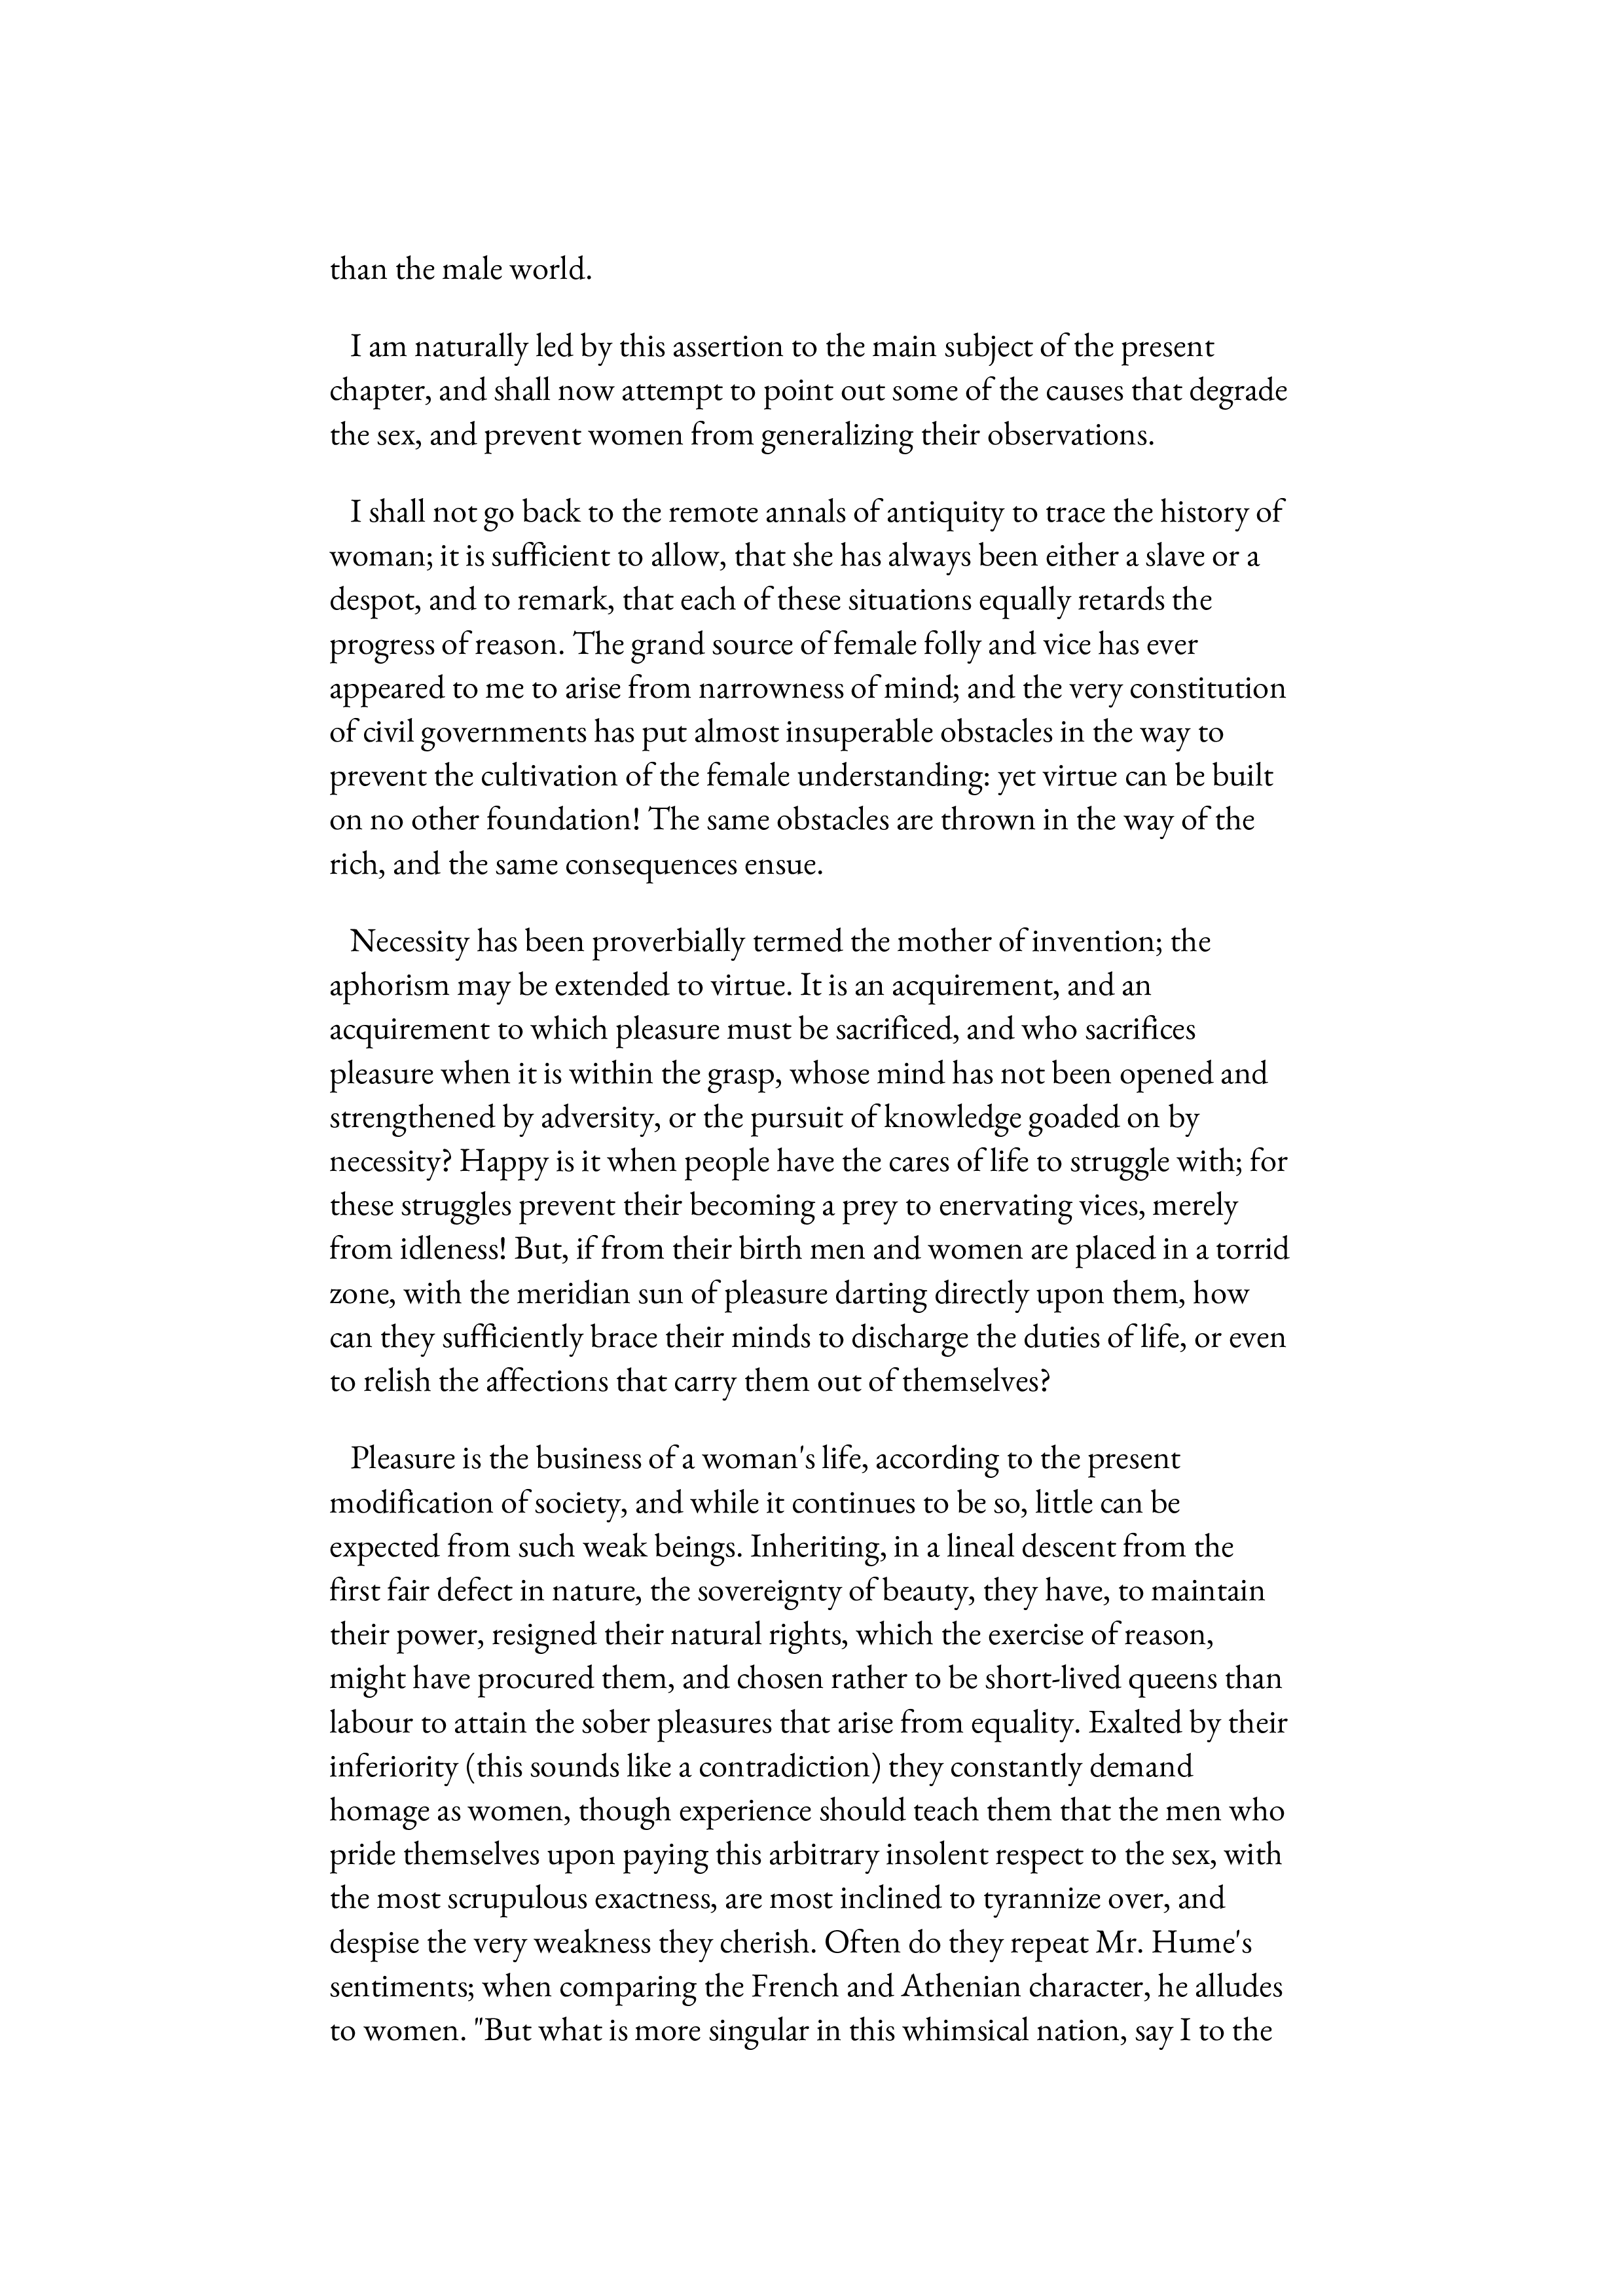 than the male world.
I am naturally led by this assertion to the main subject of the present
chapter, and shall now attempt to point out some of the causes that degrade
the sex, and prevent women from generalizing their observations.
I shall not go back to the remote annals of antiquity to trace the history of
woman; it is sufficient to allow, that she has always been either a slave or a
despot, and to remark, that each of these situations equally retards the
progress of reason. The grand source of female folly and vice has ever
appeared to me to arise from narrowness of mind; and the very constitution
of civil governments has put almost insuperable obstacles in the way to
prevent the cultivation of the female understanding: yet virtue can be built
on no other foundation! The same obstacles are thrown in the way of the
rich, and the same consequences ensue.
Necessity has been proverbially termed the mother of invention; the
aphorism may be extended to virtue. It is an acquirement, and an
acquirement to which pleasure must be sacrificed, and who sacrifices
pleasure when it is within the grasp, whose mind has not been opened and
strengthened by adversity, or the pursuit of knowledge goaded on by
necessity? Happy is it when people have the cares of life to struggle with; for
these struggles prevent their becoming a prey to enervating vices, merely
from idleness! But, if from their birth men and women are placed in a torrid
zone, with the meridian sun of pleasure darting directly upon them, how
can they sufficiently brace their minds to discharge the duties of life, or even
to relish the affections that carry them out of themselves?
Pleasure is the business of a woman's life, according to the present
modification of society, and while it continues to be so, little can be
expected from such weak beings. Inheriting, in a lineal descent from the
first fair defect in nature, the sovereignty of beauty, they have, to maintain
their power, resigned their natural rights, which the exercise of reason,
might have procured them, and chosen rather to be short-lived queens than
labour to attain the sober pleasures that arise from equality. Exalted by their
inferiority (this sounds like a contradiction) they constantly demand
homage as women, though experience should teach them that the men who
pride themselves upon paying this arbitrary insolent respect to the sex, with
the most scrupulous exactness, are most inclined to tyrannize over, and
despise the very weakness they cherish. Often do they repeat Mr. Hume's
sentiments; when comparing the French and Athenian character, he alludes
to women. "But what is more singular in this whimsical nation, say I to the